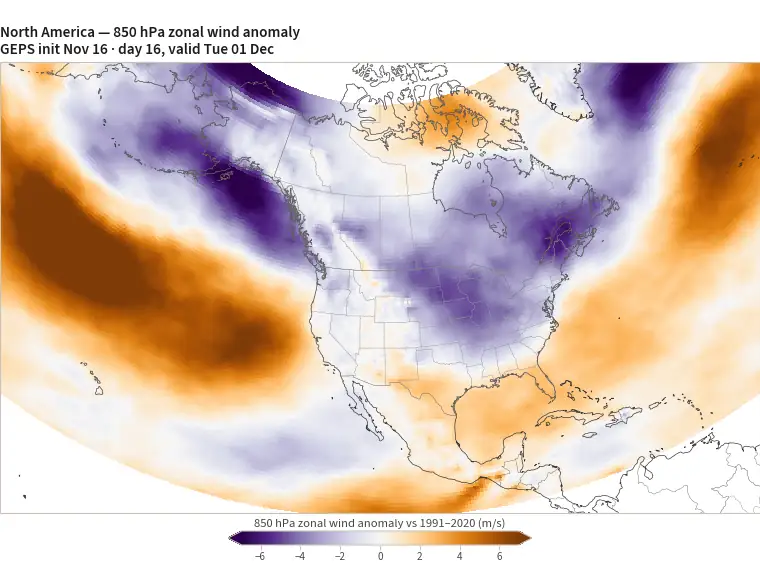 North America — 850 hPa zonal wind anomaly
GEPS init Nov 16 · day 16, valid Tue 01 Dec
850 hPa zonal wind anomaly vs 1991–2020 (m/s)
−6 −4 −2 0 2 4 6